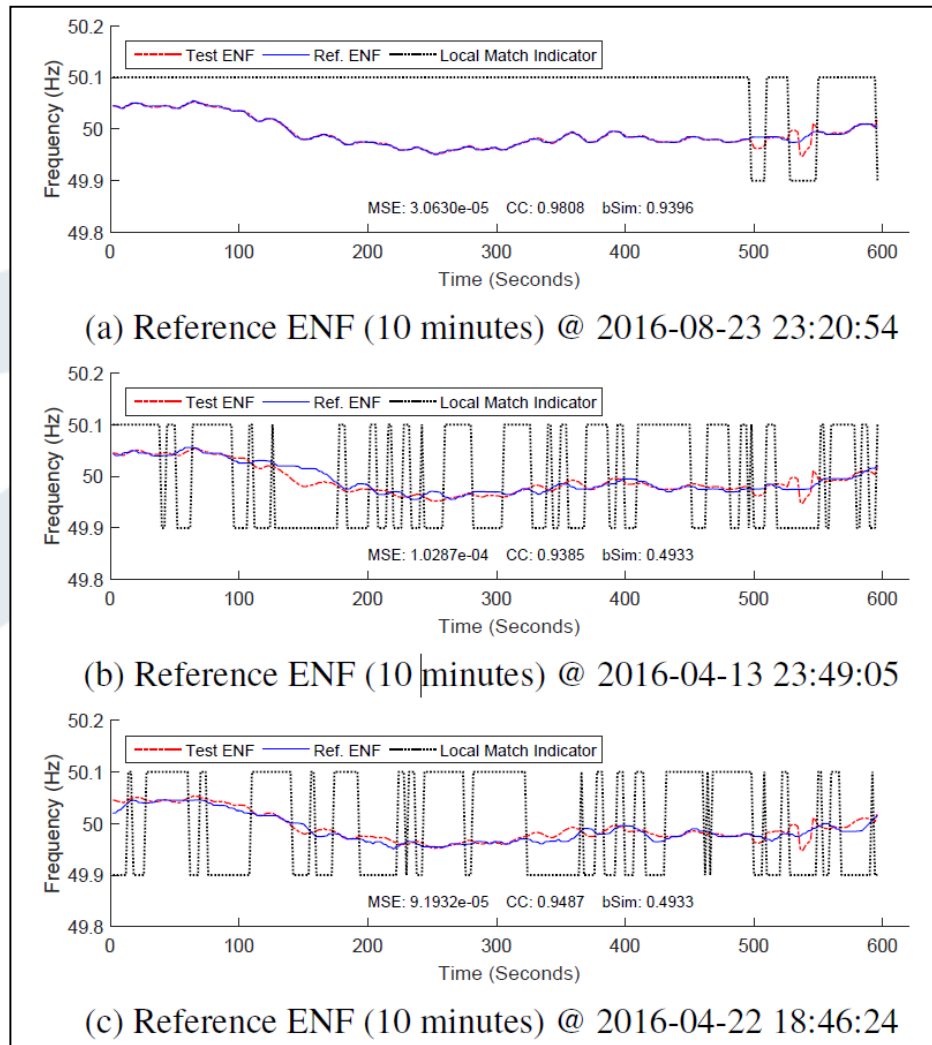 50.2
Test ENF Ref. ENF Local Match Indicator
50.1
50
49.9
49.8
Frequency (Hz)
MSE: 3.0630e-05 CC: 0.9808 bSim: 0.9396
0 100 200 300 400 500 600
Time (Seconds)
(a) Reference ENF (10 minutes) @ 2016-08-23 23:20:54
50.2
Test ENF Ref. ENF Local Match Indicator
50.1
50
49.9
49.8
Frequency (Hz)
MSE: 1.0287e-04 CC: 0.9385 bSim: 0.4933
0 100 200 300 400 500 600
Time (Seconds)
(b) Reference ENF (10 minutes) @ 2016-04-13 23:49:05
50.2
Test ENF Ref. ENF Local Match Indicator
50.1
50
49.9
49.8
Frequency (Hz)
MSE: 9.1932e-05 CC: 0.9487 bSim: 0.4933
0 100 200 300 400 500 600
Time (Seconds)
(c) Reference ENF (10 minutes) @ 2016-04-22 18:46:24